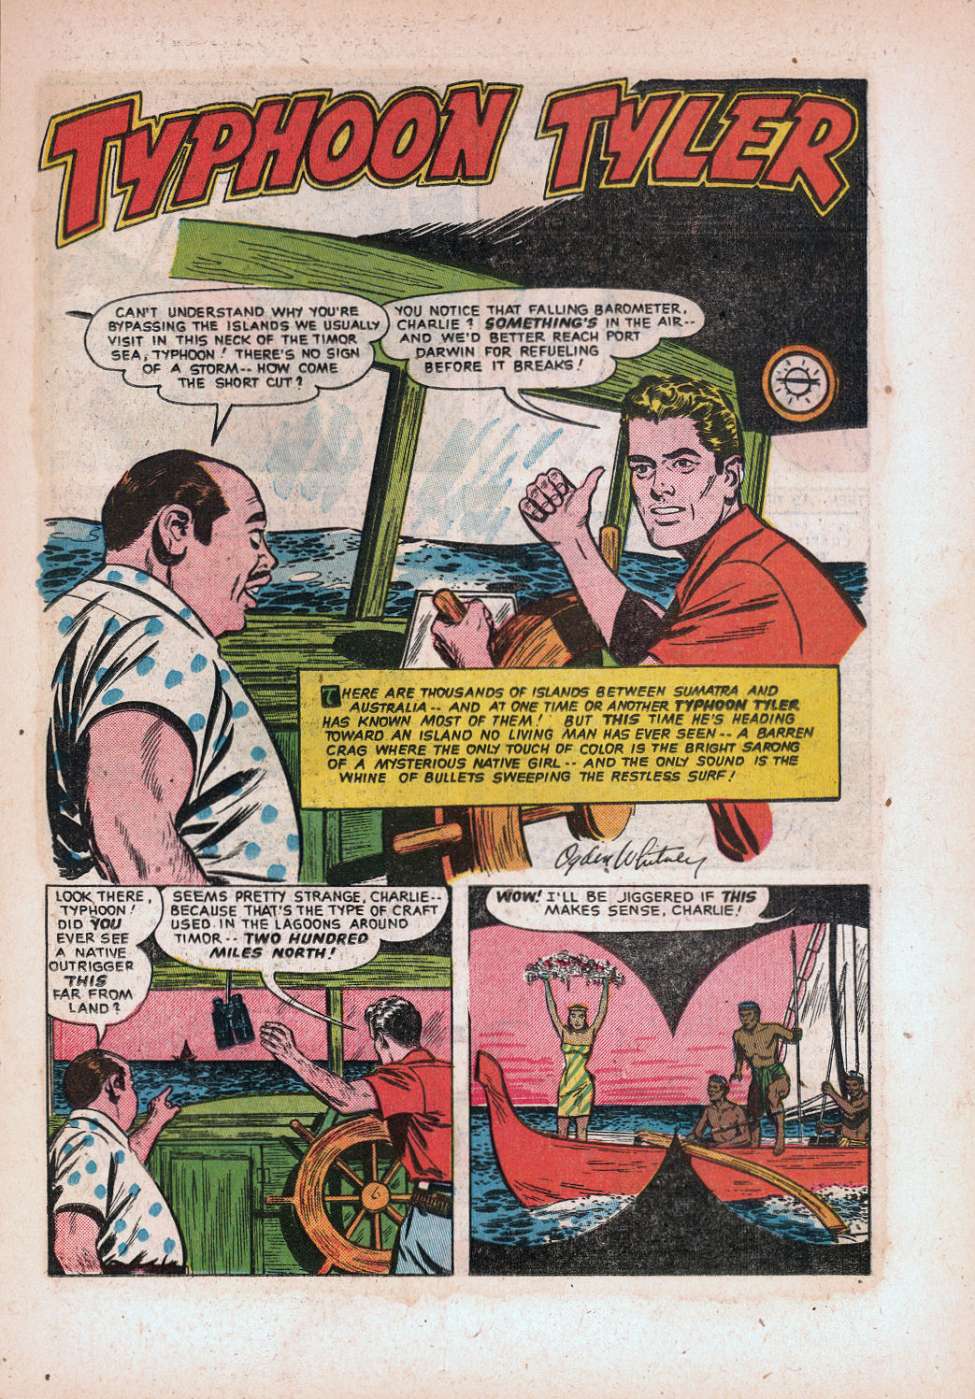 TYPHOON TYLER
CAN'T UNDERSTAND WHY YOU'RE
BYPASSING THE ISLANDS WE USUALLY
VISIT IN THIS NECK OF THE TIMOR
SEA, TYPHOON! THERE'S NO SIGN
OF A STORM-- HOW COME
THE SHORT CUT?
YOU NOTICE THAT FALLING BAROMETER,
CHARLIE? SOMETHING'S IN THE AIR--
AND WE'D BETTER REACH PORT
DARWIN FOR REFUELING
BEFORE IT BREAKS!
THERE ARE THOUSANDS OF ISLANDS BETWEEN SUMATRA AND
AUSTRALIA-- AND AT ONE TIME OR ANOTHER TYPHOON TYLER
HAS KNOWN MOST OF THEM! BUT THIS TIME HE'S HEADING
TOWARD AN ISLAND NO LIVING MAN HAS EVER SEEN-- A BARREN
CRAG WHERE THE ONLY TOUCH OF COLOR IS THE BRIGHT SARONG
OF A MYSTERIOUS NATIVE GIRL-- AND THE ONLY SOUND IS THE
WHINE OF BULLETS SWEEPING THE RESTLESS SURF!
Ogden Whitney
LOOK THERE,
TYPHOON!
DID YOU
EVER SEE
A NATIVE
OUTRIGGER
THIS
FAR FROM
LAND?
SEEMS PRETTY STRANGE, CHARLIE--
BECAUSE THAT'S THE TYPE OF CRAFT
USED IN THE LAGOONS AROUND
TIMOR-- TWO HUNDRED
MILES NORTH!
WOW! I'LL BE JIGGERED IF THIS
MAKES SENSE, CHARLIE!